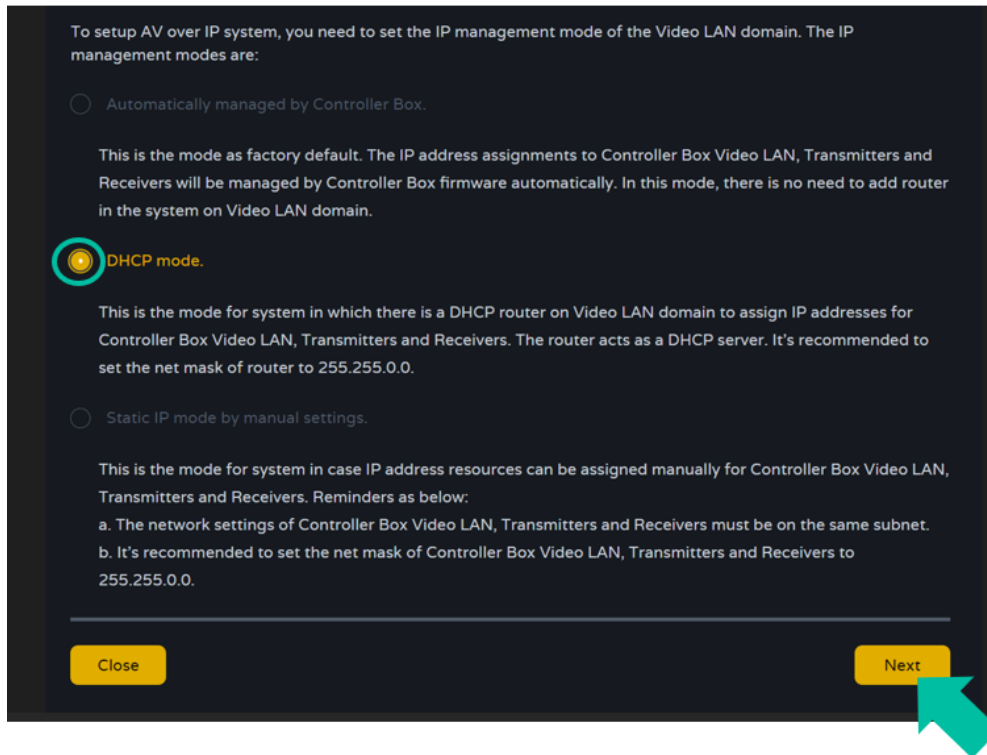 To setup AV over IP system, you need to set the IP management mode of the Video LAN domain. The IP
management modes are:
Automatically managed by Controller Box.
This is the mode as factory default. The IP address assignments to Controller Box Video LAN, Transmitters and
Receivers will be managed by Controller Box firmware automatically. In this mode, there is no need to add router
in the system on Video LAN domain.
DHCP mode.
This is the mode for system in which there is a DHCP router on Video LAN domain to assign IP addresses for
Controller Box Video LAN, Transmitters and Receivers. The router acts as a DHCP server. It's recommended to
set the net mask of router to 255.255.0.0.
Static IP mode by manual settings.
This is the mode for system in case IP address resources can be assigned manually for Controller Box Video LAN,
Transmitters and Receivers. Reminders as below:
a. The network settings of Controller Box Video LAN, Transmitters and Receivers must be on the same subnet.
b. It's recommended to set the net mask of Controller Box Video LAN, Transmitters and Receivers to
255.255.0.0.
Close
Next